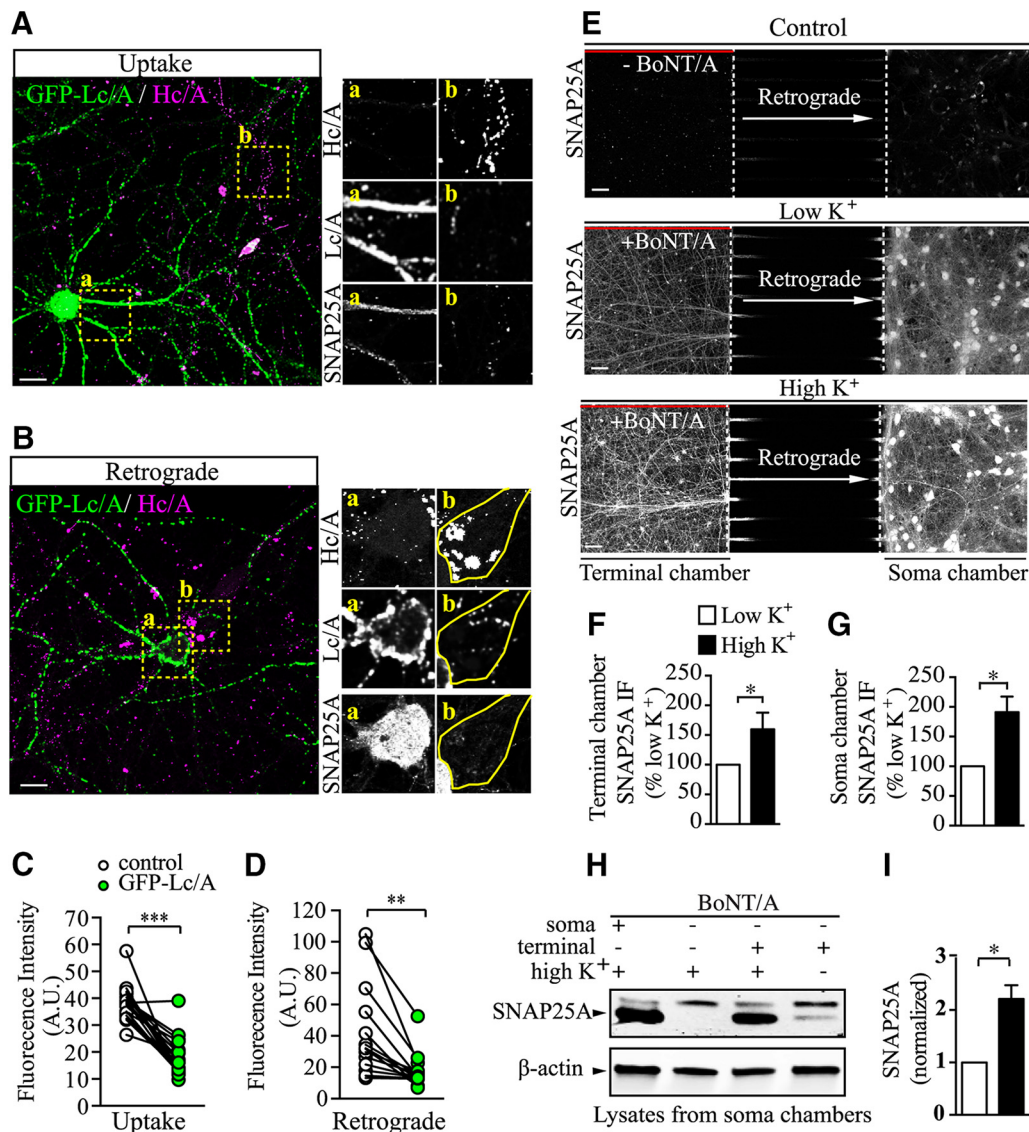 A
Uptake
GFP-Lc/A / Hc/A
a
b
Hc/A
a
b
Lc/A
a
b
SNAP25A
a
b
B
Retrograde
GFP-Lc/A/ Hc/A
a
b
Hc/A
a
b
Lc/A
a
b
SNAP25A
a
b
C
control
GFP-Lc/A
Fluorecence Intensity
(A.U.)
70
60
50
40
30
20
10
0
***
Uptake
D
Fluorecence Intensity
(A.U.)
120
100
80
60
40
20
0
**
Retrograde
E
Control
SNAP25A
- BoNT/A
Retrograde
Low K+
SNAP25A
+BoNT/A
Retrograde
High K+
SNAP25A
+BoNT/A
Retrograde
Terminal chamber
Soma chamber
F
Low K+
High K+
Terminal chamber
SNAP25A IF
(% low K+)
250
200
150
100
50
0
*
G
Soma chamber
SNAP25A IF
(% low K+)
250
200
150
100
50
0
*
H
BoNT/A
soma + - - -
terminal - - + +
high K+ + + + -
SNAP25A
β-actin
Lysates from soma chambers
I
SNAP25A
(normalized)
3
2
1
0
*